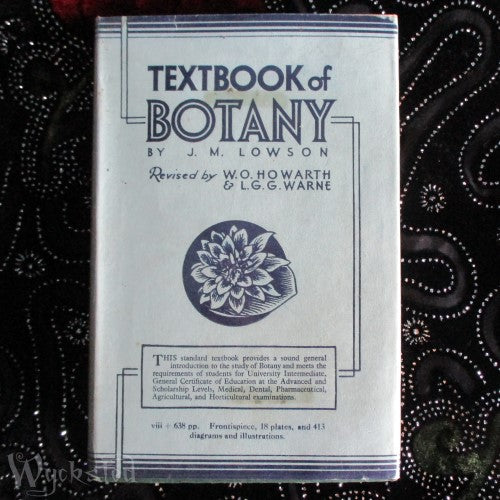 TEXTBOOK of
BOTANY
BY J. M. LOWSON
Revised by W. O. HOWARTH
& L. G. G. WARNE
THIS standard textbook provides a sound general
introduction to the study of Botany and meets the
requirements of students for University Intermediate,
General Certificate of Education at the Advanced and
Scholarship Levels, Medical, Dental, Pharmaceutical,
Agricultural, and Horticultural examinations.
viii + 638 pp. Frontispiece, 18 plates, and 413
diagrams and illustrations.